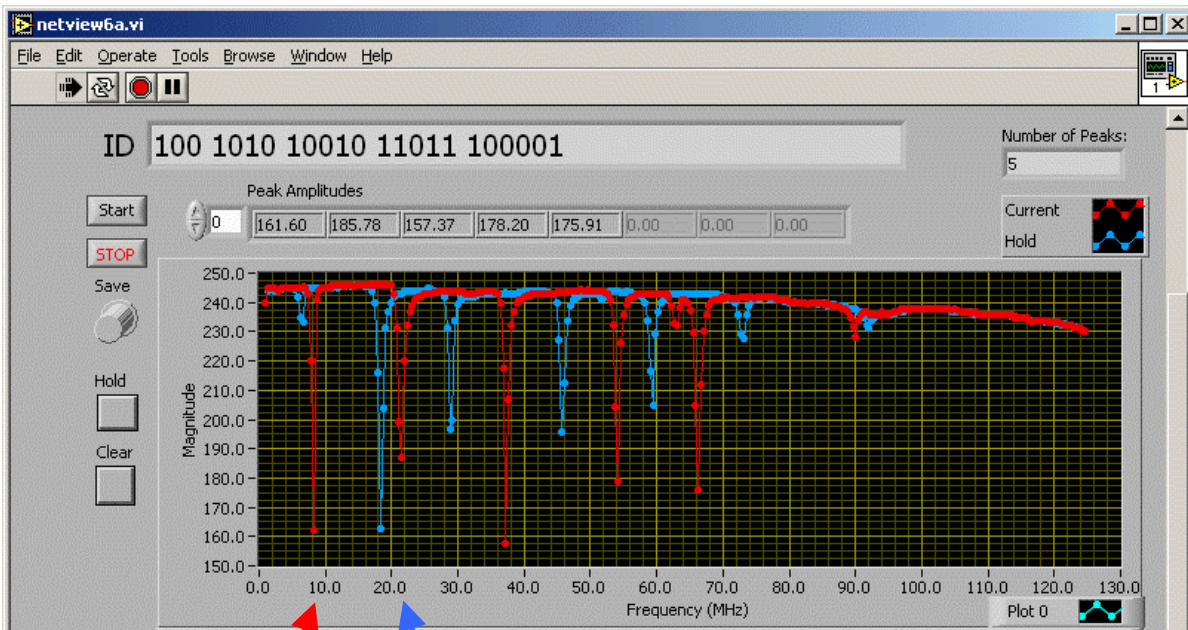 netview6a.vi
File Edit Operate Tools Browse Window Help
1
ID 100 1010 10010 11011 100001
Number of Peaks:
5
Peak Amplitudes
Start
0 161.60 185.78 157.37 178.20 175.91 0.00 0.00 0.00
Current
Hold
STOP
Save
Hold
Clear
Magnitude
250.0
240.0
230.0
220.0
210.0
200.0
190.0
180.0
170.0
160.0
150.0
0.0 10.0 20.0 30.0 40.0 50.0 60.0 70.0 80.0 90.0 100.0 110.0 120.0 130.0
Frequency (MHz)
Plot 0